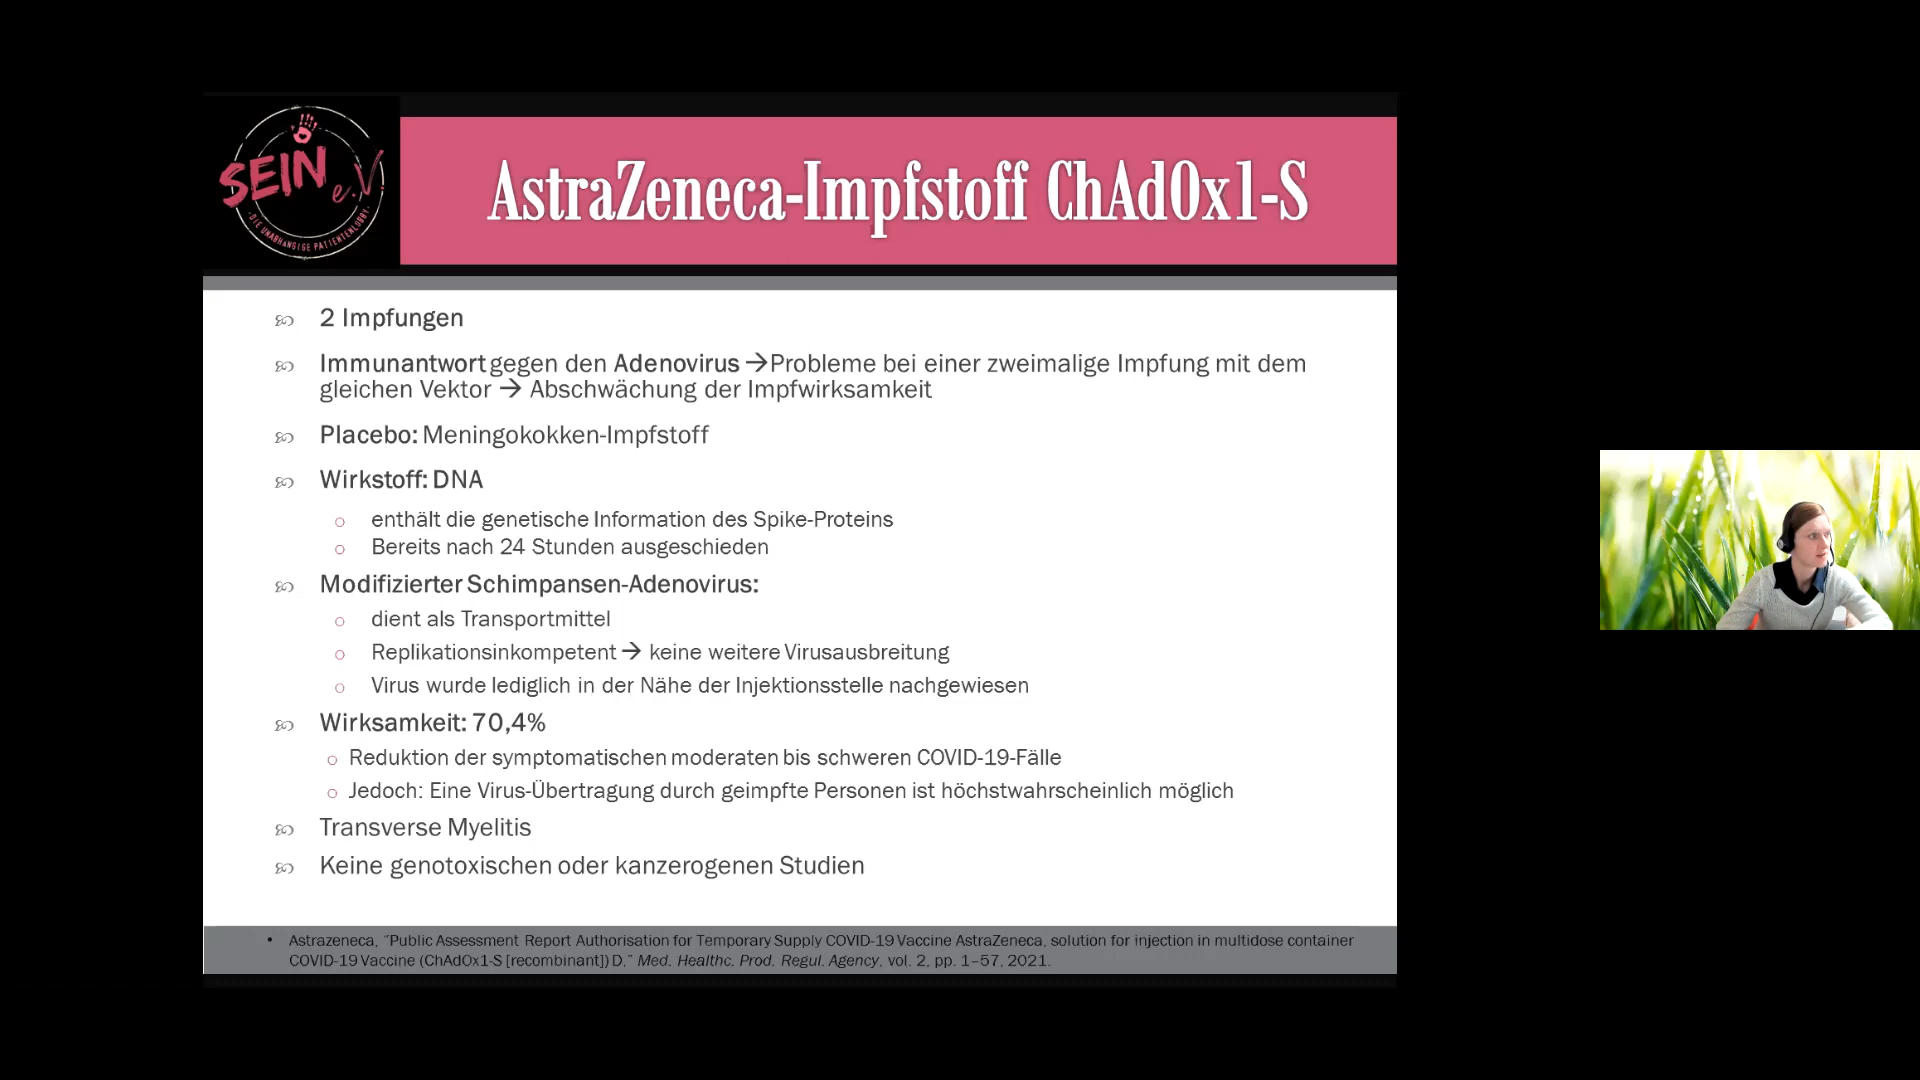 SEIN e.V.
· DIE UNABHÄNGIGE PATIENTENLOBBY ·
AstraZeneca-Impfstoff ChAdOx1-S
2 Impfungen
Immunantwort gegen den Adenovirus → Probleme bei einer zweimalige Impfung mit dem
gleichen Vektor → Abschwächung der Impfwirksamkeit
Placebo: Meningokokken-Impfstoff
Wirkstoff: DNA
enthält die genetische Information des Spike-Proteins
Bereits nach 24 Stunden ausgeschieden
Modifizierter Schimpansen-Adenovirus:
dient als Transportmittel
Replikationsinkompetent → keine weitere Virusausbreitung
Virus wurde lediglich in der Nähe der Injektionsstelle nachgewiesen
Wirksamkeit: 70,4%
Reduktion der symptomatischen moderaten bis schweren COVID-19-Fälle
Jedoch: Eine Virus-Übertragung durch geimpfte Personen ist höchstwahrscheinlich möglich
Transverse Myelitis
Keine genotoxischen oder kanzerogenen Studien
• Astrazeneca, "Public Assessment Report Authorisation for Temporary Supply COVID-19 Vaccine AstraZeneca, solution for injection in multidose container
COVID-19 Vaccine (ChAdOx1-S [recombinant]) D," Med. Healthc. Prod. Regul. Agency, vol. 2, pp. 1–57, 2021.